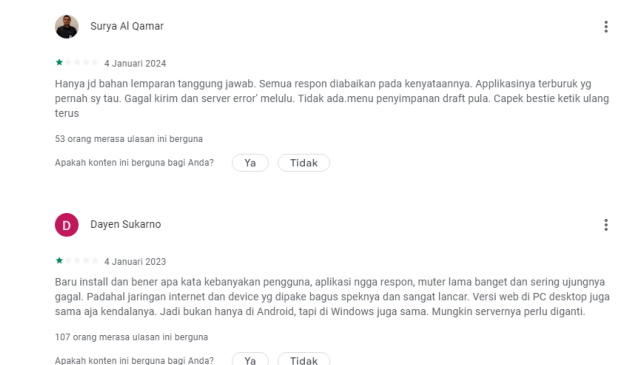 Surya Al Qamar
4 Januari 2024
Hanya jd bahan lemparan tanggung jawab. Semua respon diabaikan pada kenyataannya. Applikasinya terburuk yg
pernah sy tau. Gagal kirim dan server error' melulu. Tidak ada.menu penyimpanan draft pula. Capek bestie ketik ulang
terus
53 orang merasa ulasan ini berguna
Apakah konten ini berguna bagi Anda? Ya Tidak
D Dayen Sukarno
4 Januari 2023
Baru install dan bener apa kata kebanyakan pengguna, aplikasi ngga respon, muter lama banget dan sering ujungnya
gagal. Padahal jaringan internet dan device yg dipake bagus speknya dan sangat lancar. Versi web di PC desktop juga
sama aja kendalanya. Jadi bukan hanya di Android, tapi di Windows juga sama. Mungkin servernya perlu diganti.
107 orang merasa ulasan ini berguna
Apakah konten ini berguna bagi Anda? Ya Tidak